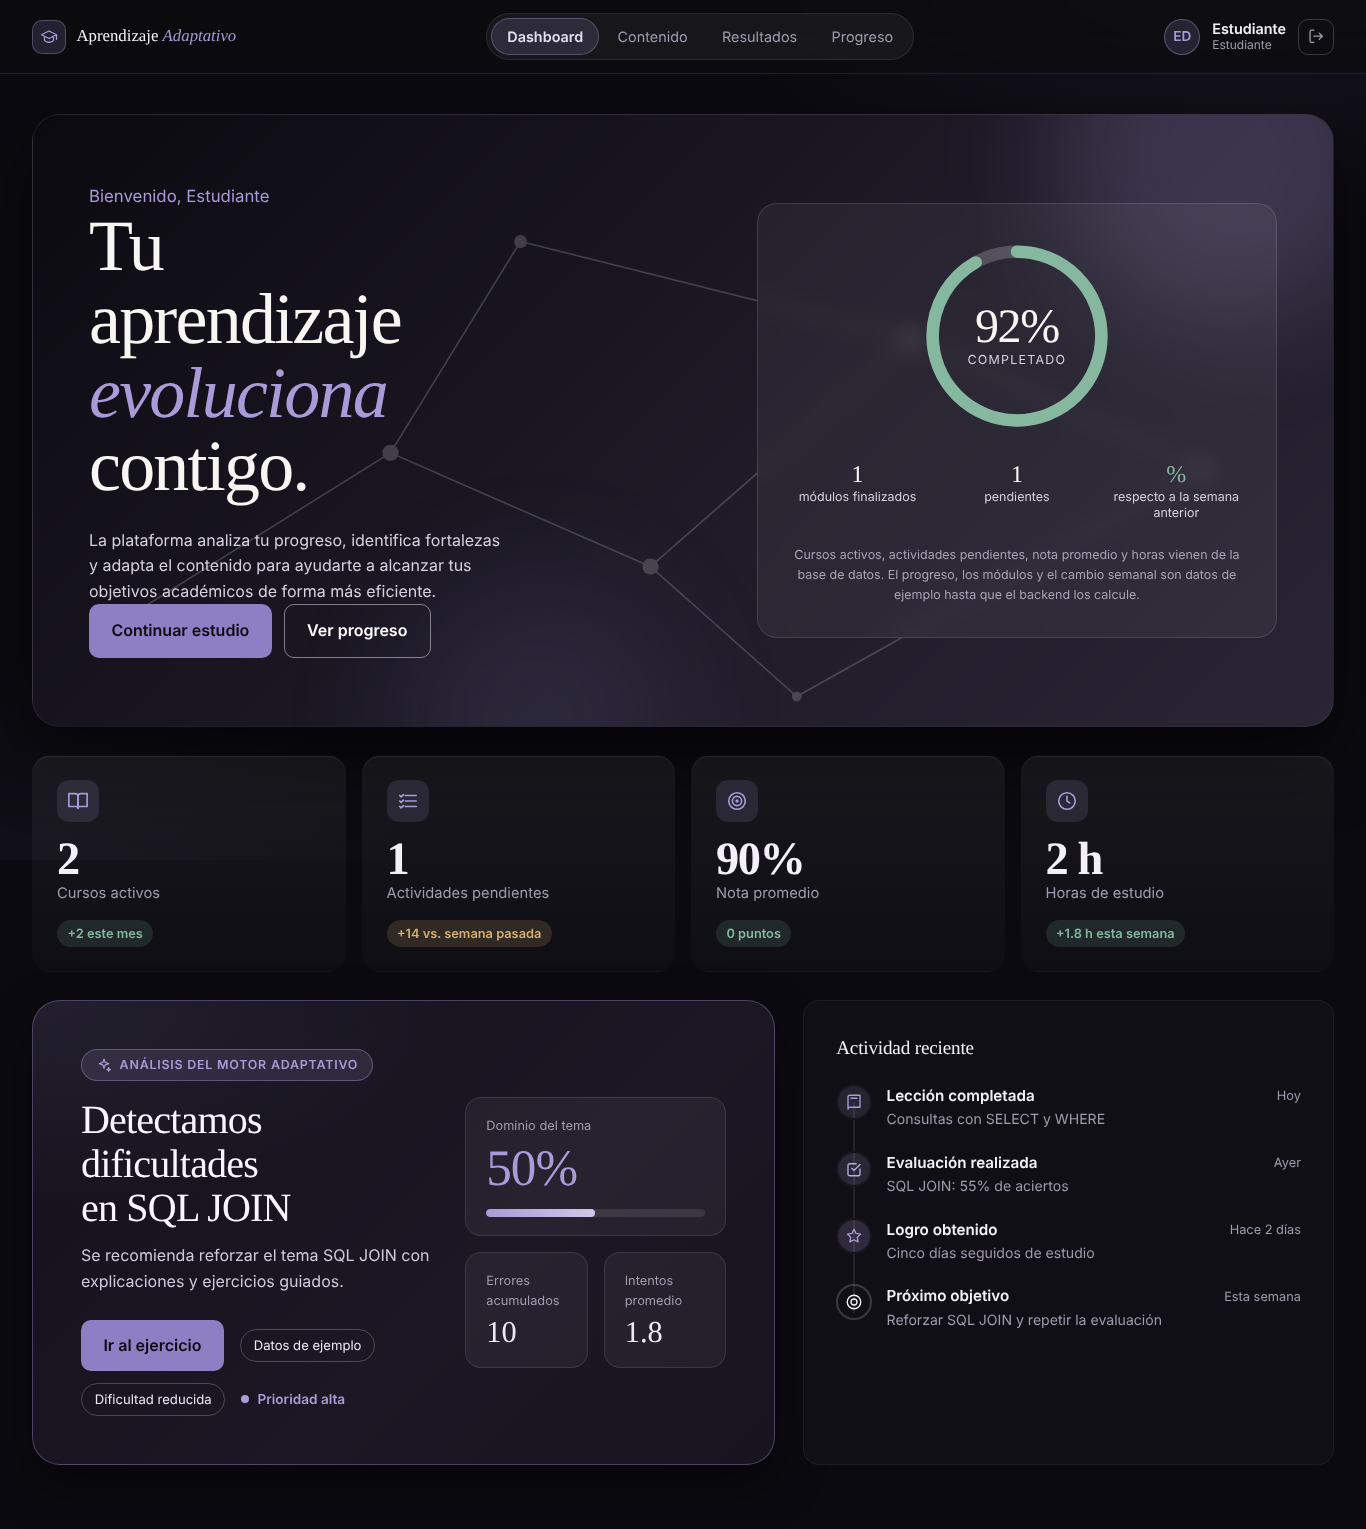 Aprendizaje Adaptativo
Dashboard
Contenido
Resultados
Progreso
ED
Estudiante
Estudiante
Bienvenido, Estudiante
Tu
aprendizaje
evoluciona
contigo.
La plataforma analiza tu progreso, identifica fortalezas
y adapta el contenido para ayudarte a alcanzar tus
objetivos académicos de forma más eficiente.
Continuar estudio
Ver progreso
92%
COMPLETADO
1
módulos finalizados
1
pendientes
%
respecto a la semana
anterior
Cursos activos, actividades pendientes, nota promedio y horas vienen de la
base de datos. El progreso, los módulos y el cambio semanal son datos de
ejemplo hasta que el backend los calcule.
2
Cursos activos
+2 este mes
1
Actividades pendientes
+14 vs. semana pasada
90%
Nota promedio
0 puntos
2 h
Horas de estudio
+1.8 h esta semana
ANÁLISIS DEL MOTOR ADAPTATIVO
Detectamos
dificultades
en SQL JOIN
Se recomienda reforzar el tema SQL JOIN con
explicaciones y ejercicios guiados.
Ir al ejercicio
Datos de ejemplo
Dificultad reducida
Prioridad alta
Dominio del tema
50%
Errores
acumulados
10
Intentos
promedio
1.8
Actividad reciente
Lección completada
Hoy
Consultas con SELECT y WHERE
Evaluación realizada
Ayer
SQL JOIN: 55% de aciertos
Logro obtenido
Hace 2 días
Cinco días seguidos de estudio
Próximo objetivo
Esta semana
Reforzar SQL JOIN y repetir la evaluación